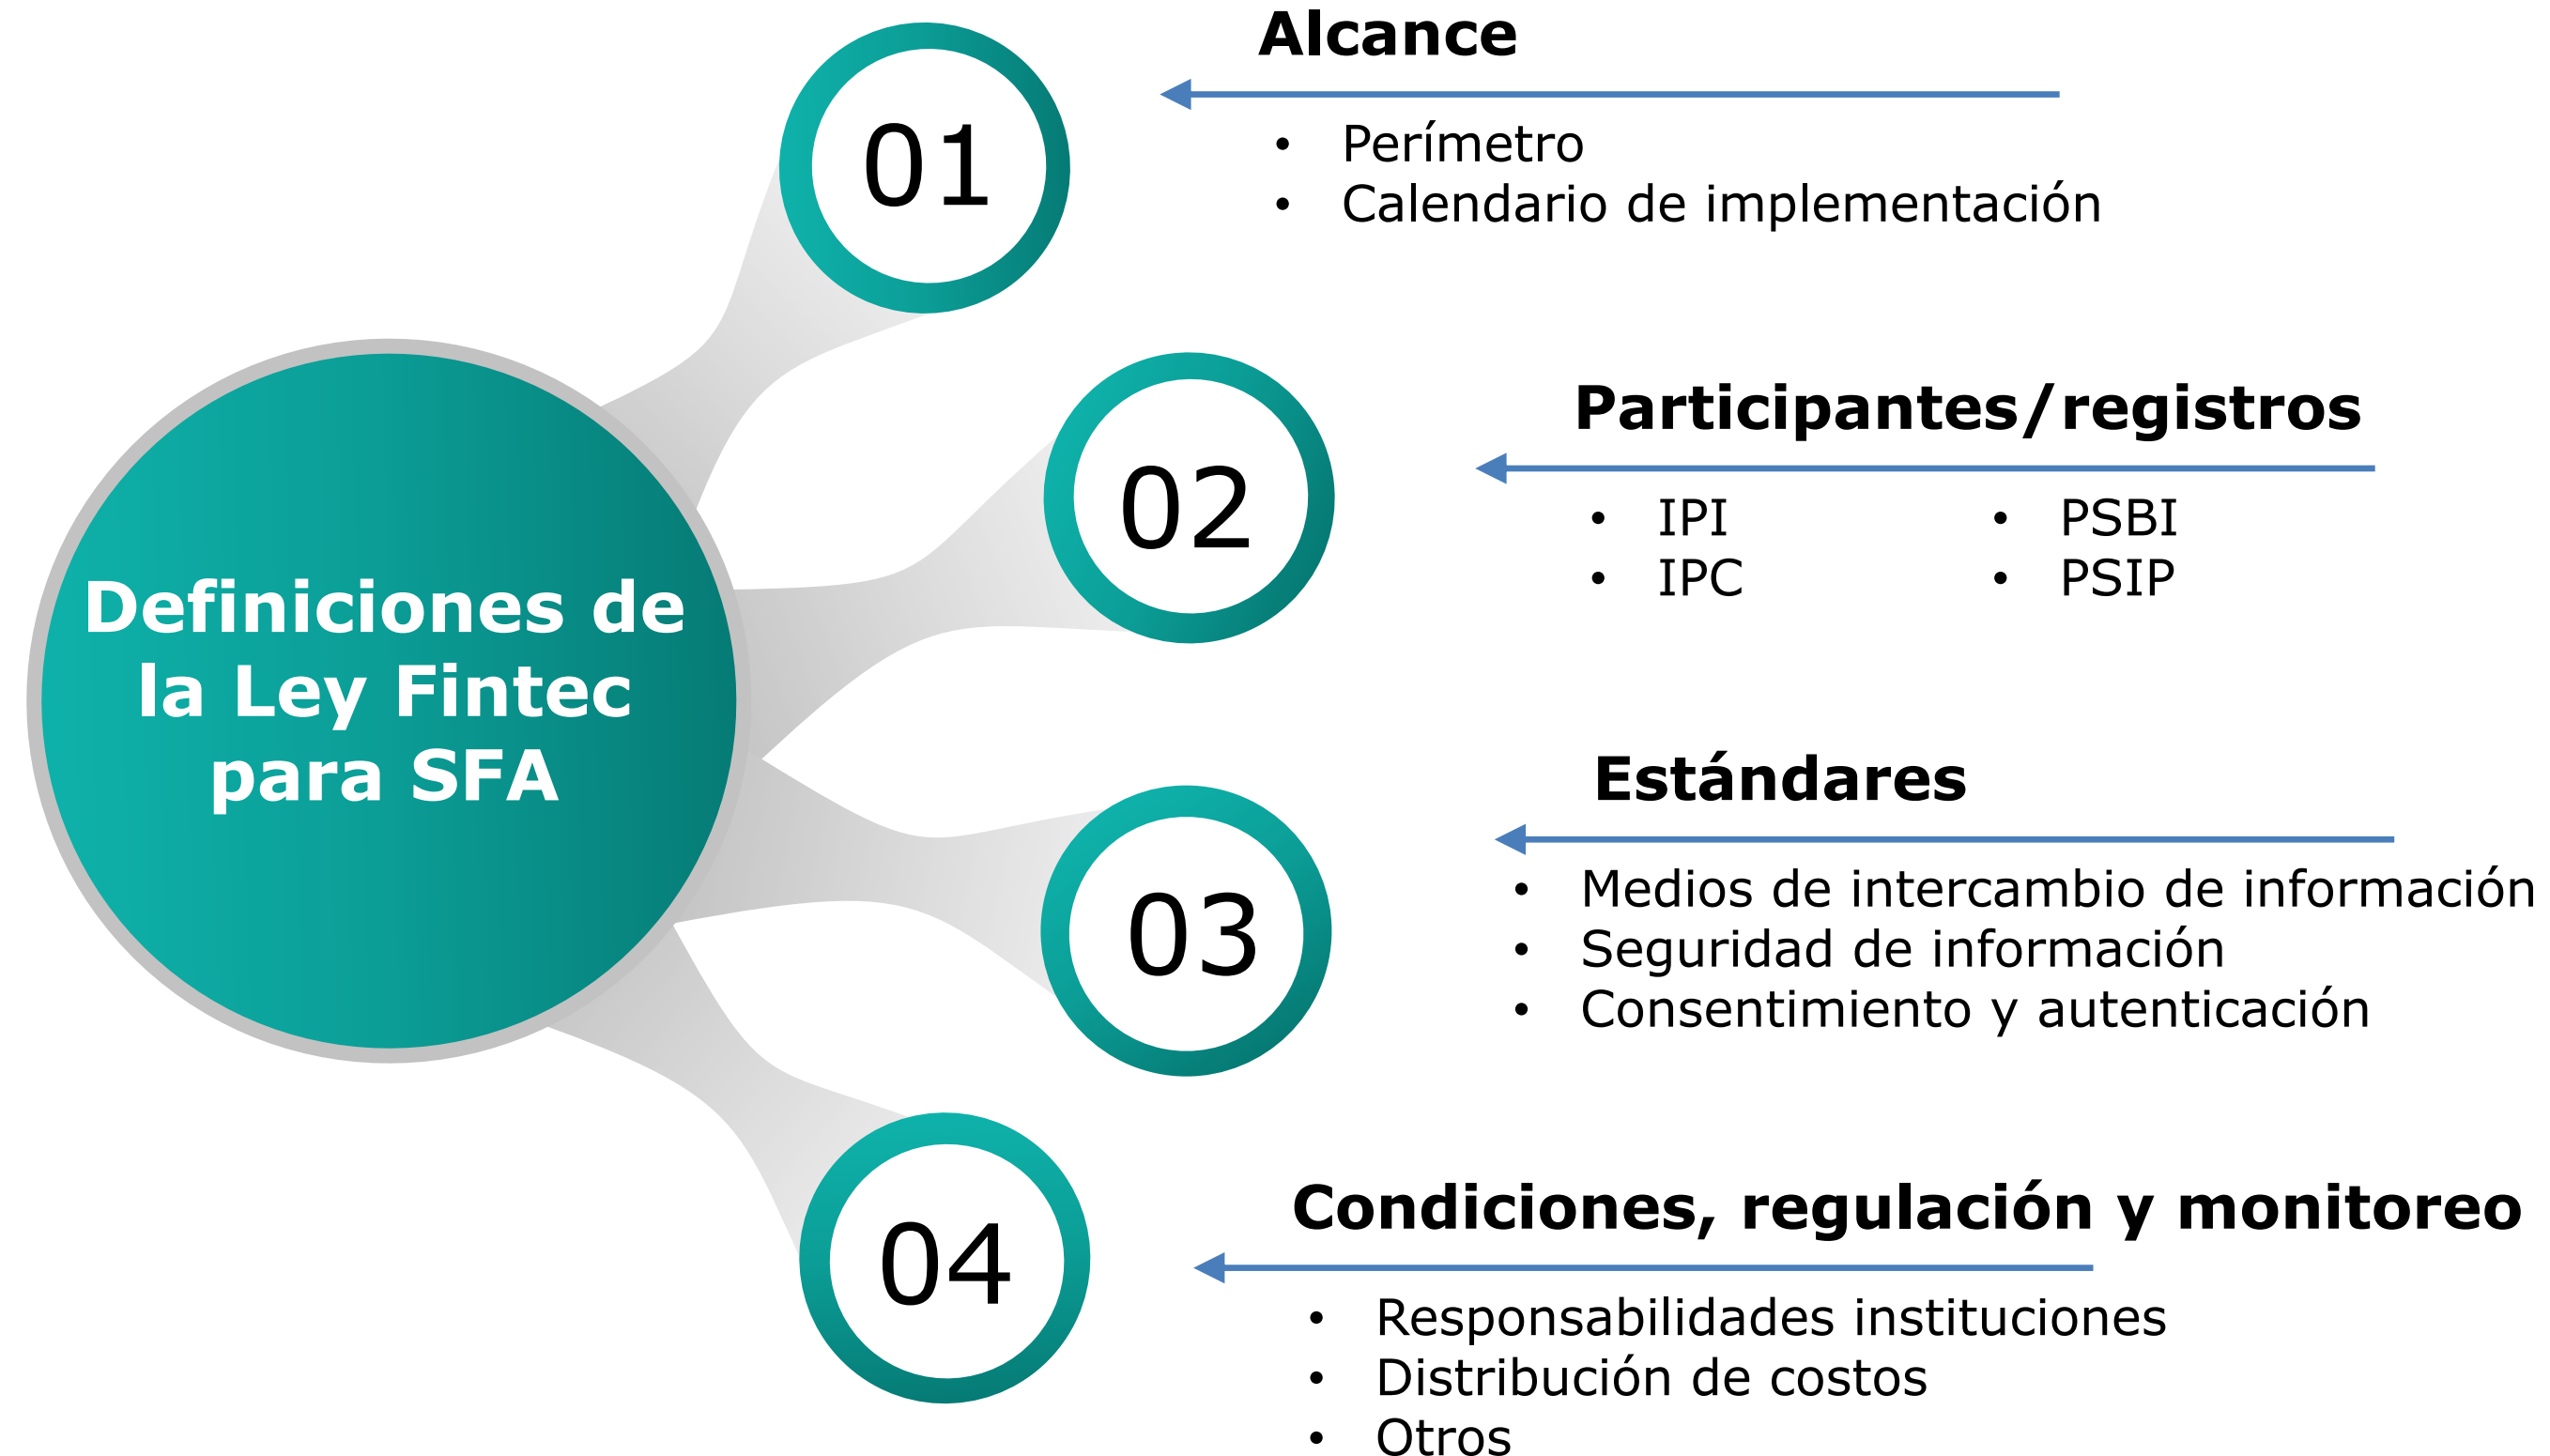 Definiciones de
la Ley Fintec
para SFA
01
Alcance
• Perímetro
• Calendario de implementación
02
Participantes/registros
• IPI
• IPC
• PSBI
• PSIP
03
Estándares
• Medios de intercambio de información
• Seguridad de información
• Consentimiento y autenticación
04
Condiciones, regulación y monitoreo
• Responsabilidades instituciones
• Distribución de costos
• Otros